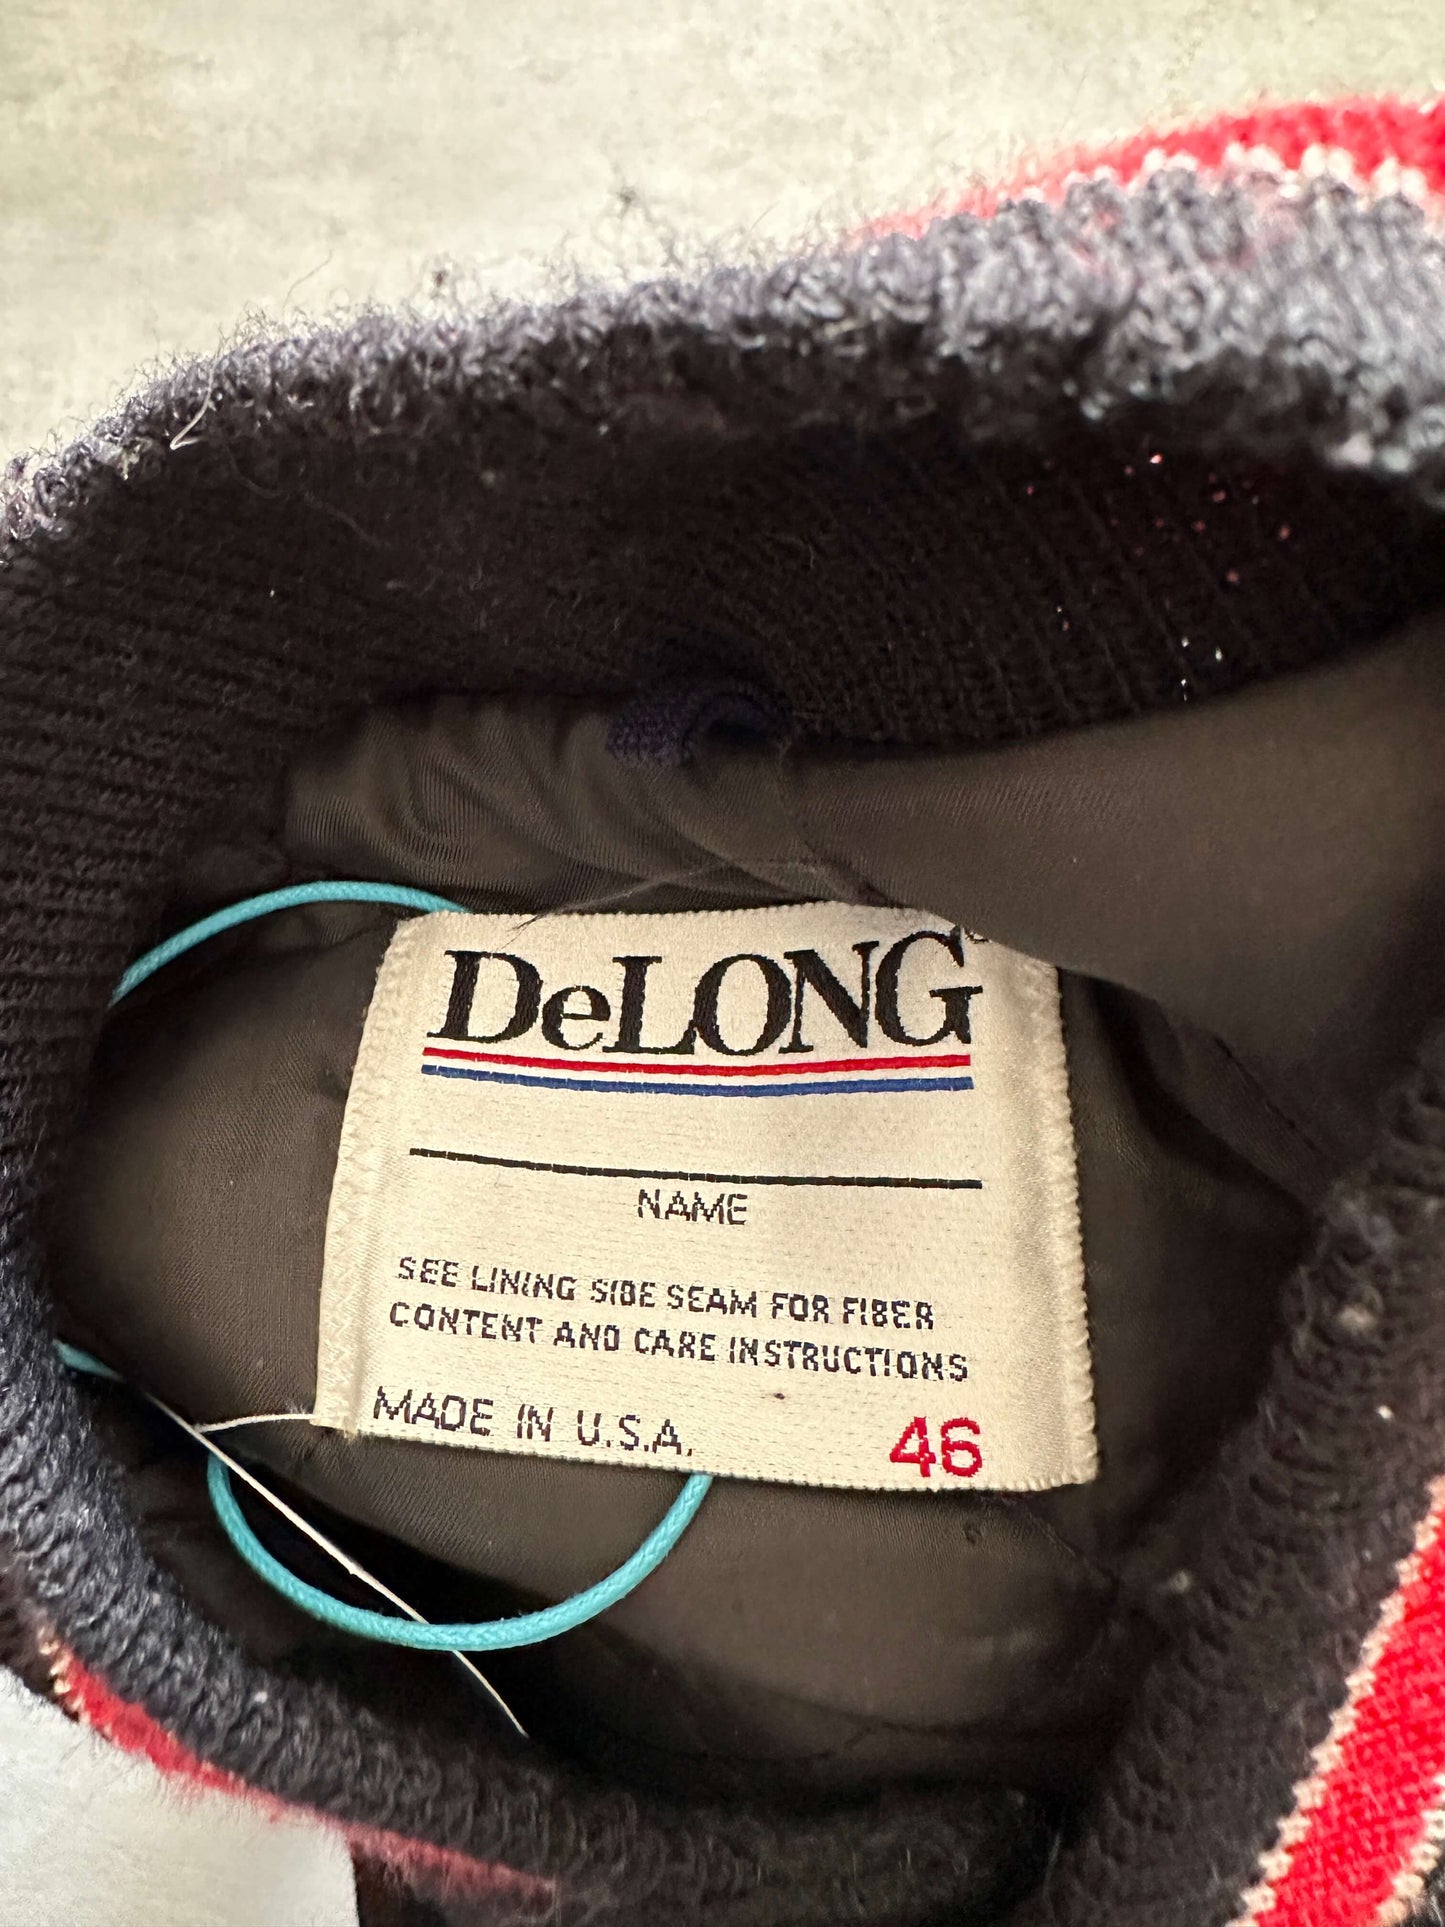 DeLONG
NAME
SEE LINING SIDE SEAM FOR FIBER
CONTENT AND CARE INSTRUCTIONS
MADE IN U.S.A. 46